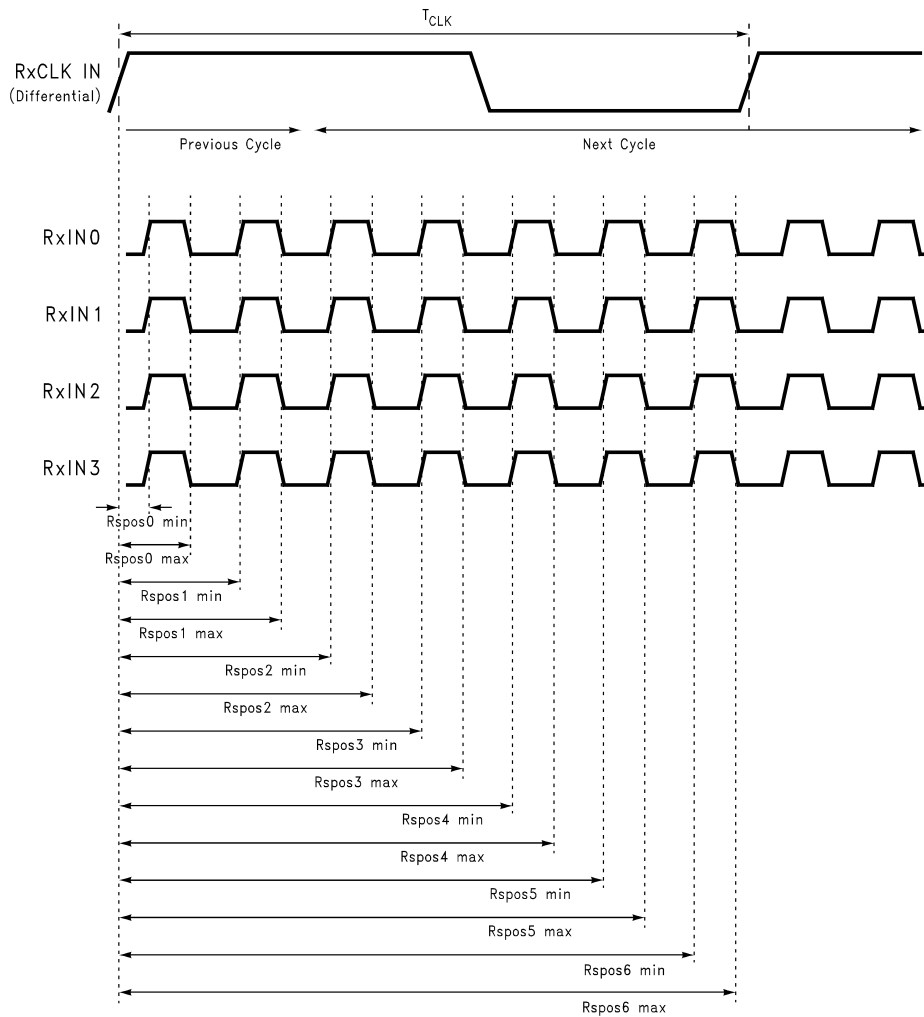 T_CLK
RxCLK IN
(Differential)
Previous Cycle
Next Cycle
RxIN0
RxIN1
RxIN2
RxIN3
Rspos0 min
Rspos0 max
Rspos1 min
Rspos1 max
Rspos2 min
Rspos2 max
Rspos3 min
Rspos3 max
Rspos4 min
Rspos4 max
Rspos5 min
Rspos5 max
Rspos6 min
Rspos6 max